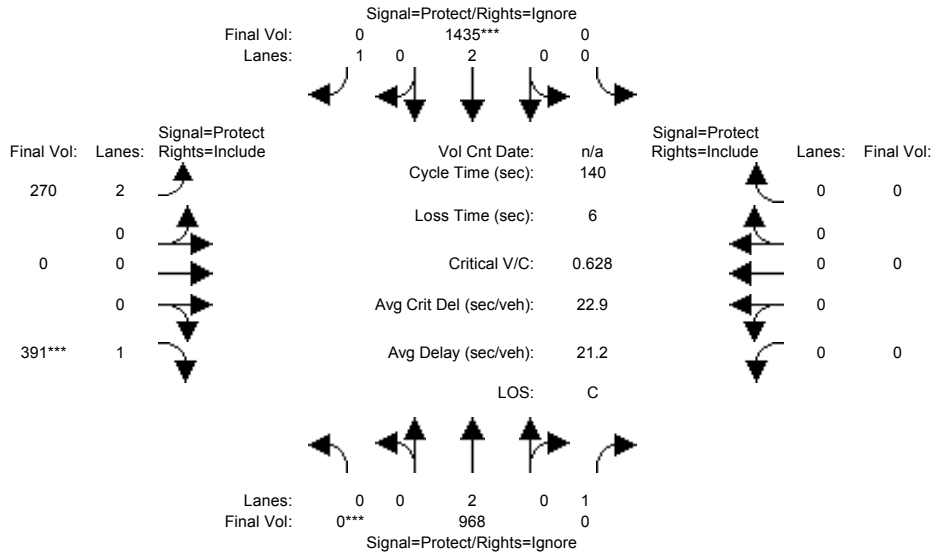 Signal=Protect/Rights=Ignore
Final Vol: 0 1435*** 0
Lanes: 1 0 2 0 0
Signal=Protect Signal=Protect
Final Vol: Lanes: Rights=Include Vol Cnt Date: n/a Rights=Include Lanes: Final Vol:
Cycle Time (sec): 140
270 2 0 0
Loss Time (sec): 6
0 0
0 0 Critical V/C: 0.628 0 0
0 Avg Crit Del (sec/veh): 22.9 0
391*** 1 Avg Delay (sec/veh): 21.2 0 0
LOS: C
Lanes: 0 0 2 0 1
Final Vol: 0*** 968 0
Signal=Protect/Rights=Ignore